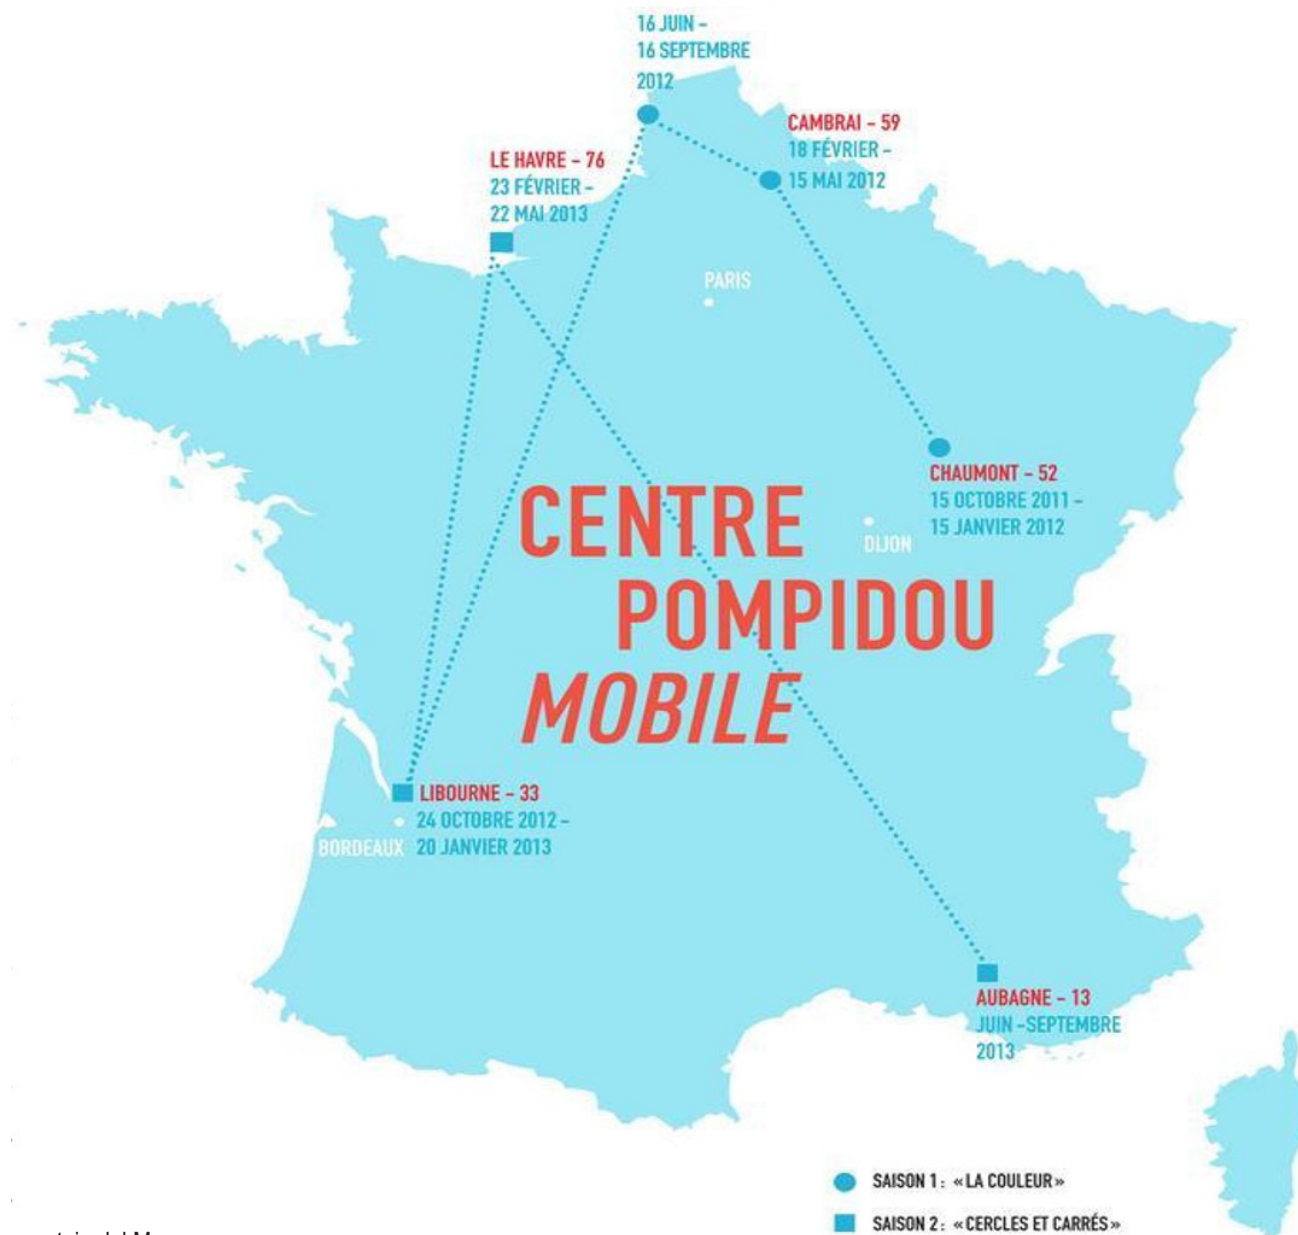 16 JUIN –
16 SEPTEMBRE
2012
CAMBRAI – 59
18 FÉVRIER –
15 MAI 2012
LE HAVRE – 76
23 FÉVRIER –
22 MAI 2013
PARIS
CHAUMONT – 52
15 OCTOBRE 2011 –
15 JANVIER 2012
DIJON
CENTRE
POMPIDOU
MOBILE
LIBOURNE – 33
24 OCTOBRE 2012 –
20 JANVIER 2013
BORDEAUX
AUBAGNE – 13
JUIN –SEPTEMBRE
2013
SAISON 1 : «LA COULEUR»
SAISON 2 : «CERCLES ET CARRÉS»